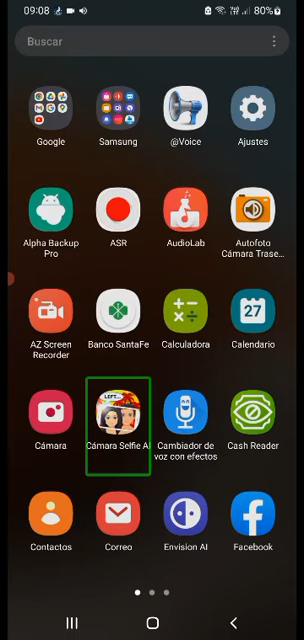 09:08
80%
Buscar
Google
Samsung
@Voice
Ajustes
Alpha Backup
Pro
ASR
AudioLab
Autofoto
Cámara Trase...
AZ Screen
Recorder
Banco SantaFe
Calculadora
27
Calendario
Cámara
LEFT...
Cámara Selfie AI
Cambiador de
voz con efectos
Cash Reader
Contactos
Correo
Envision AI
Facebook